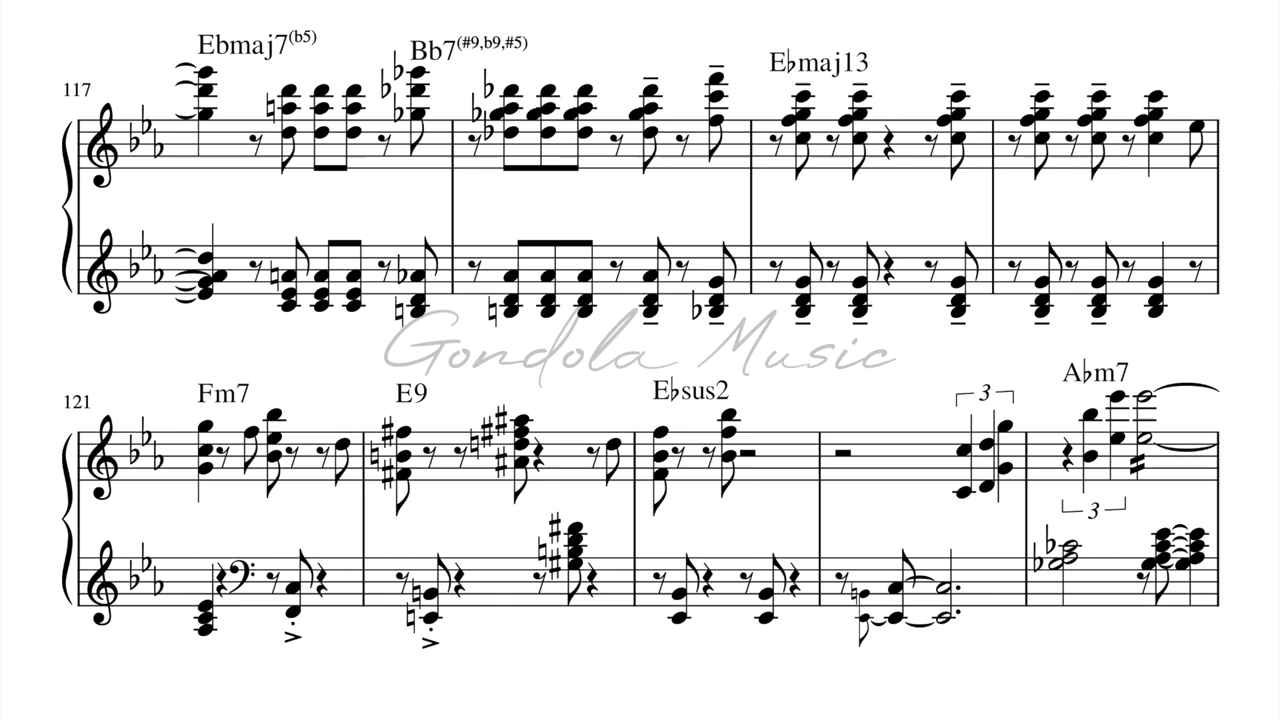 Ebmaj7(b5) Bb7(#9,b9,#5) E♭maj13
117
Gondola Music
121 Fm7 E9 E♭sus2 3 A♭m7
3